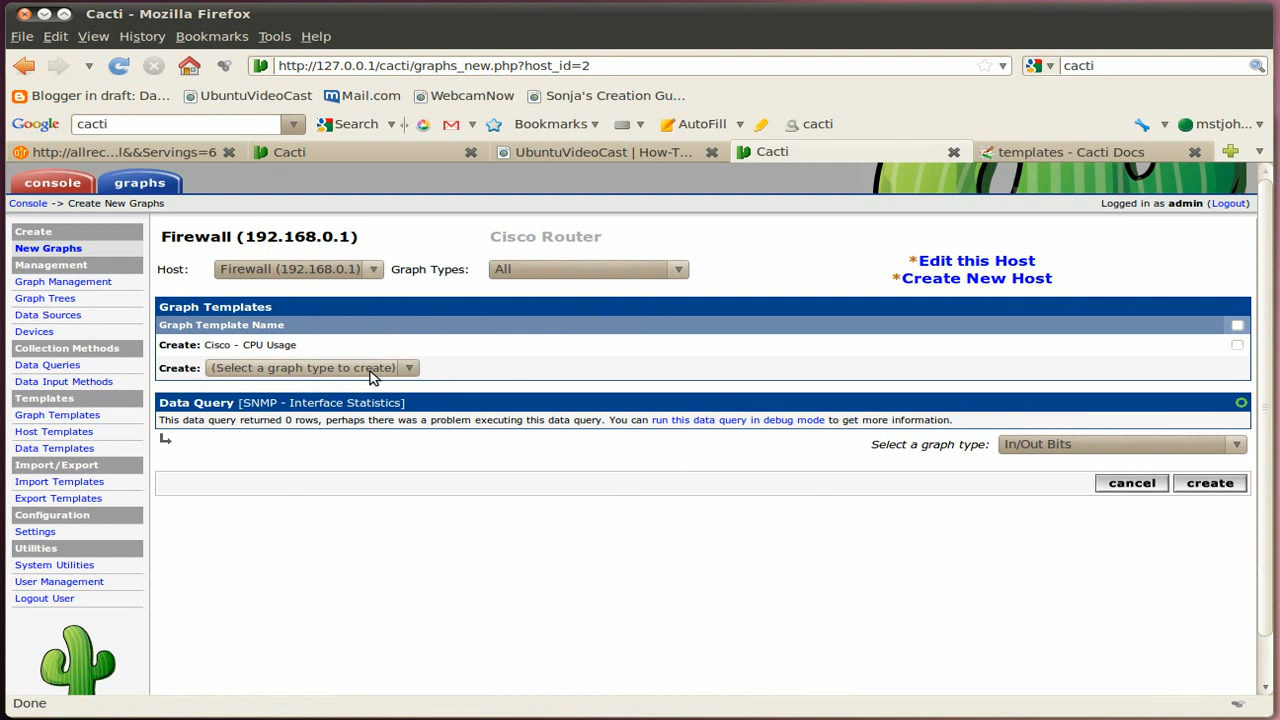 Cacti - Mozilla Firefox
File Edit View History Bookmarks Tools Help
http://127.0.0.1/cacti/graphs_new.php?host_id=2 cacti
Blogger in draft: Da... UbuntuVideoCast Mail.com WebcamNow Sonja's Creation Gu...
Google cacti Search Bookmarks AutoFill cacti mstjoh...
http://allrec...l&&Servings=6 Cacti UbuntuVideoCast | How-T... Cacti templates - Cacti Docs
console graphs
Console -> Create New Graphs Logged in as admin (Logout)
Create
New Graphs
Management
Graph Management
Graph Trees
Data Sources
Devices
Collection Methods
Data Queries
Data Input Methods
Templates
Graph Templates
Host Templates
Data Templates
Import/Export
Import Templates
Export Templates
Configuration
Settings
Utilities
System Utilities
User Management
Logout User
Firewall (192.168.0.1) Cisco Router
Host: Firewall (192.168.0.1) Graph Types: All
*Edit this Host
*Create New Host
Graph Templates
Graph Template Name
Create: Cisco - CPU Usage
Create: (Select a graph type to create)
Data Query [SNMP - Interface Statistics]
This data query returned 0 rows, perhaps there was a problem executing this data query. You can run this data query in debug mode to get more information.
Select a graph type: In/Out Bits
cancel create
Done